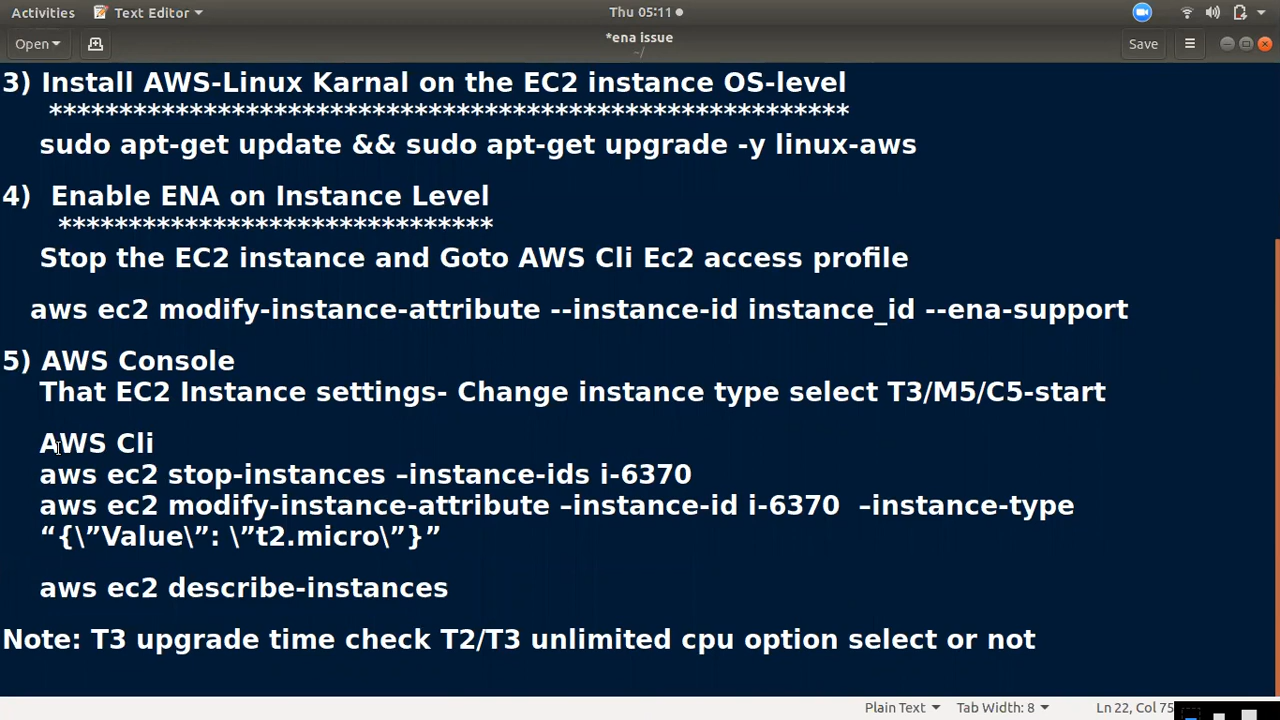 Activities Text Editor Thu 05:11
Open *ena issue Save
~/
3) Install AWS-Linux Karnal on the EC2 instance OS-level
*********************************************************
sudo apt-get update && sudo apt-get upgrade -y linux-aws
4) Enable ENA on Instance Level
*******************************
Stop the EC2 instance and Goto AWS Cli Ec2 access profile
aws ec2 modify-instance-attribute --instance-id instance_id --ena-support
5) AWS Console
That EC2 Instance settings- Change instance type select T3/M5/C5-start
AWS Cli
aws ec2 stop-instances –instance-ids i-6370
aws ec2 modify-instance-attribute –instance-id i-6370 –instance-type
“{\”Value\”: \”t2.micro\”}”
aws ec2 describe-instances
Note: T3 upgrade time check T2/T3 unlimited cpu option select or not
Plain Text Tab Width: 8 Ln 22, Col 75